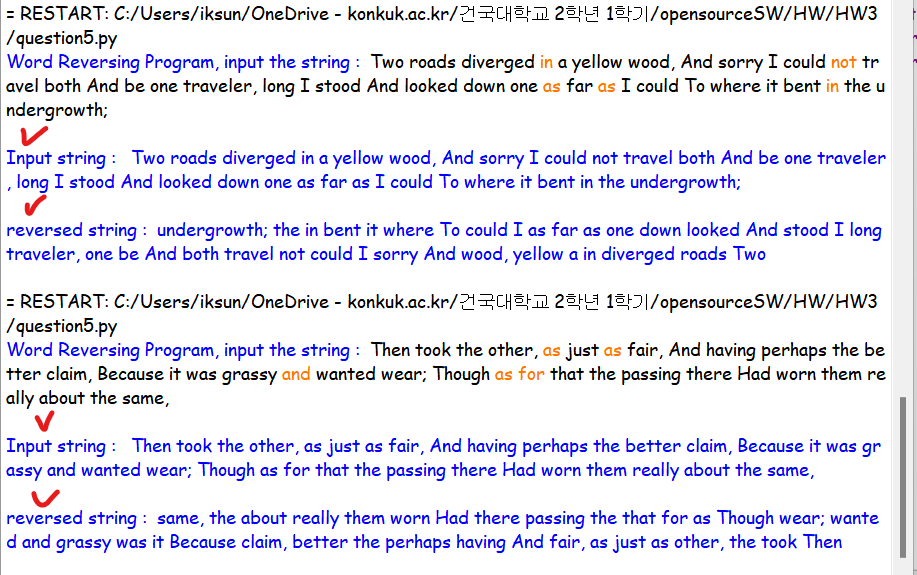 = RESTART: C:/Users/iksun/OneDrive - konkuk.ac.kr/건국대학교 2학년 1학기/opensourceSW/HW/HW3
/question5.py
Word Reversing Program, input the string :  Two roads diverged in a yellow wood, And sorry I could not tr
avel both And be one traveler, long I stood And looked down one as far as I could To where it bent in the u
ndergrowth;
Input string :   Two roads diverged in a yellow wood, And sorry I could not travel both And be one traveler
, long I stood And looked down one as far as I could To where it bent in the undergrowth;
reversed string :  undergrowth; the in bent it where To could I as far as one down looked And stood I long
traveler, one be And both travel not could I sorry And wood, yellow a in diverged roads Two
= RESTART: C:/Users/iksun/OneDrive - konkuk.ac.kr/건국대학교 2학년 1학기/opensourceSW/HW/HW3
/question5.py
Word Reversing Program, input the string :  Then took the other, as just as fair, And having perhaps the be
tter claim, Because it was grassy and wanted wear; Though as for that the passing there Had worn them re
ally about the same,
Input string :   Then took the other, as just as fair, And having perhaps the better claim, Because it was gr
assy and wanted wear; Though as for that the passing there Had worn them really about the same,
reversed string :  same, the about really them worn Had there passing the that for as Though wear; wante
d and grassy was it Because claim, better the perhaps having And fair, as just as other, the took Then